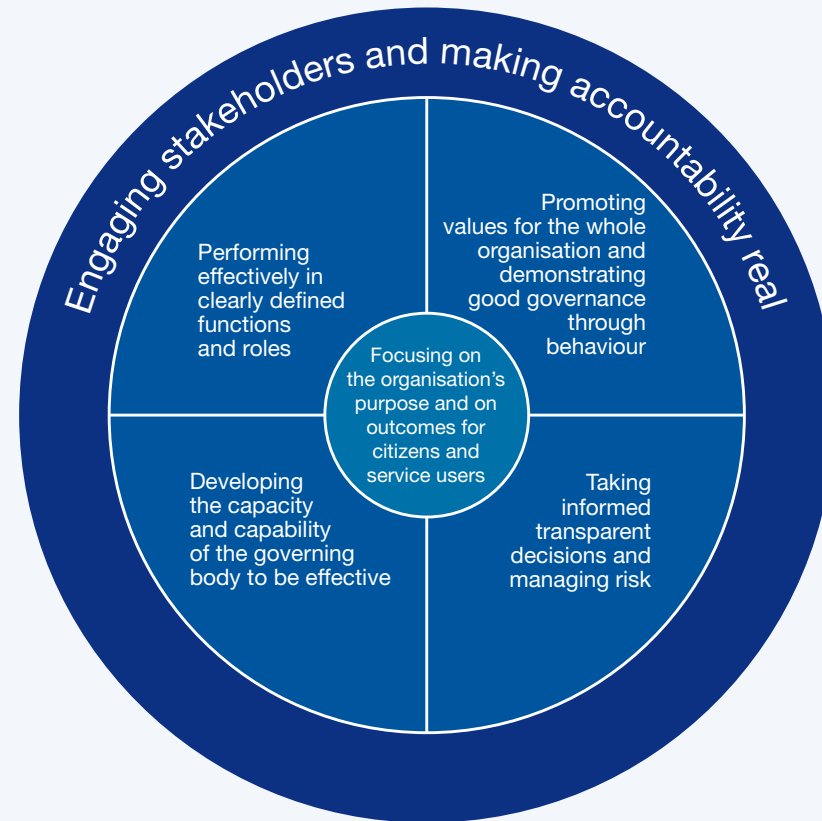 Engaging stakeholders and making accountability real
Performing
effectively in
clearly defined
functions
and roles
Promoting
values for the whole
organisation and
demonstrating
good governance
through
behaviour
Focusing on
the organisation’s
purpose and on
outcomes for
citizens and
service users
Developing
the capacity
and capability
of the governing
body to be effective
Taking
informed
transparent
decisions and
managing risk